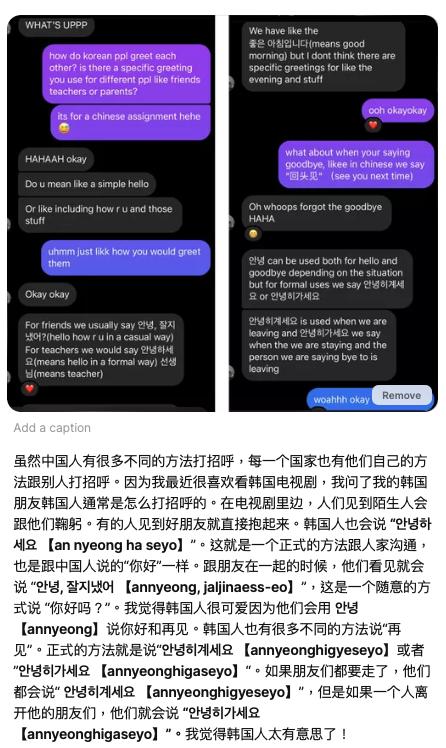 WHAT'S UPPP
how do korean ppl greet each
other? is there a specific greeting
you use for different ppl like friends
teachers or parents?
its for a chinese assignment hehe
😅
HAHAAH okay
Do u mean like a simple hello
Or like including how r u and those
stuff
uhmm just likk how you would greet
them
Okay okay
For friends we usually say 안녕, 잘지
냈어?(hello how r u in a casual way)
For teachers we would say 안녕하세
요(means hello in a formal way) 선생
님(means teacher)
We have like the
좋은 아침입니다(means good
morning) but I dont think there are
specific greetings for like the
evening and stuff
ooh okayokay
what about when your saying
goodbye, likee in chinese we say
"回头见" (see you next time)
Oh whoops forgot the goodbye
HAHA
안녕 can be used both for hello and
goodbye depending on the situation
but for formal uses we say 안녕히계세
요 or 안녕히가세요
안녕히계세요 is used when we are
leaving and 안녕히가세요 we say
when the we are staying and the
person we are saying bye to is
leaving
woahhh okay
Remove
Add a caption
虽然中国人有很多不同的方法打招呼，每一个国家也有他们自己的方
法跟别人打招呼。因为我最近很喜欢看韩国电视剧，我问了我的韩国
朋友韩国人通常是怎么打招呼的。在电视剧里边，人们见到陌生人会
跟他们鞠躬。有的人见到好朋友就直接抱起来。韩国人也会说 “안녕하
세요 【an nyeong ha seyo】”。这就是一个正式的方法跟人家沟通，
也是跟中国人说的“你好”一样。跟朋友在一起的时候，他们看见就会
说 “안녕, 잘지냈어 【annyeong, jaljinaess-eo】”，这是一个随意的方
式说 “你好吗？“。我觉得韩国人很可爱因为他们会用 안녕
【annyeong】说你好和再见。韩国人也有很多不同的方法说“再
见”。正式的方法就是说“안녕히계세요 【annyeonghigyeseyo】或者
”안녕히가세요 【annyeonghigaseyo】“。如果朋友们都要走了，他们
都会说“ 안녕히계세요 【annyeonghigyeseyo】”，但是如果一个人离
开他的朋友们，他们就会说 “안녕히가세요
【annyeonghigaseyo】”。我觉得韩国人太有意思了！